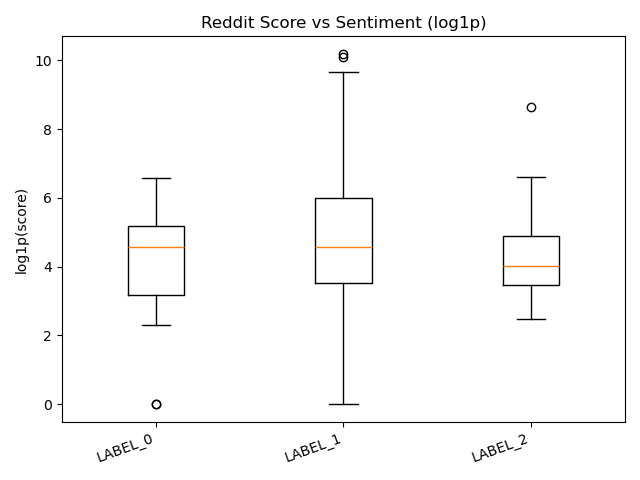 Reddit Score vs Sentiment (log1p)
log1p(score)
10
8
6
4
2
0
LABEL_0
LABEL_1
LABEL_2